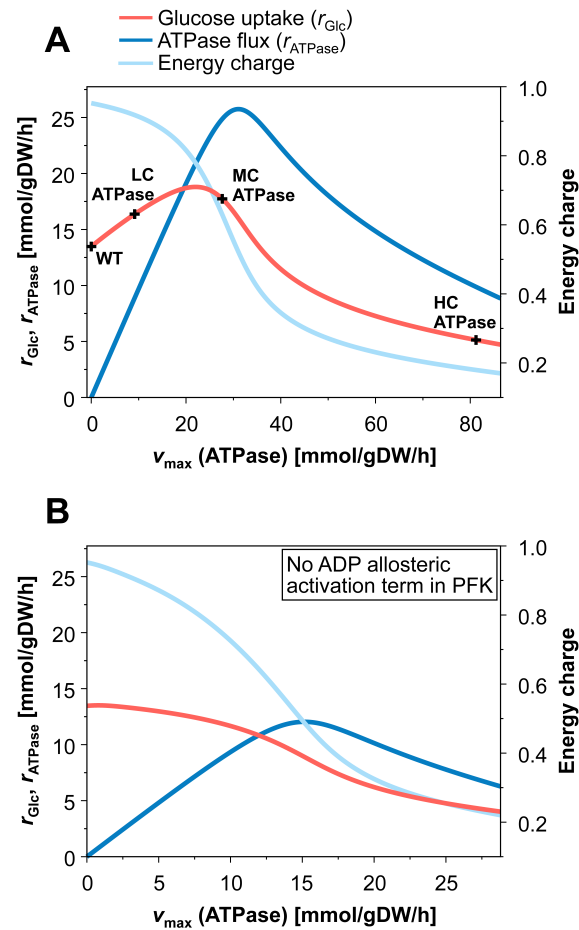 Glucose uptake (rGlc)
ATPase flux (rATPase)
Energy charge
A
rGlc, rATPase [mmol/gDW/h]
25
20
15
10
5
0
1.0
0.8
0.6
0.4
0.2
Energy charge
LC
ATPase
MC
ATPase
WT
HC
ATPase
0 20 40 60 80
vmax (ATPase) [mmol/gDW/h]
B
No ADP allosteric
activation term in PFK
rGlc, rATPase [mmol/gDW/h]
25
20
15
10
5
0
1.0
0.8
0.6
0.4
0.2
Energy charge
0 5 10 15 20 25
vmax (ATPase) [mmol/gDW/h]